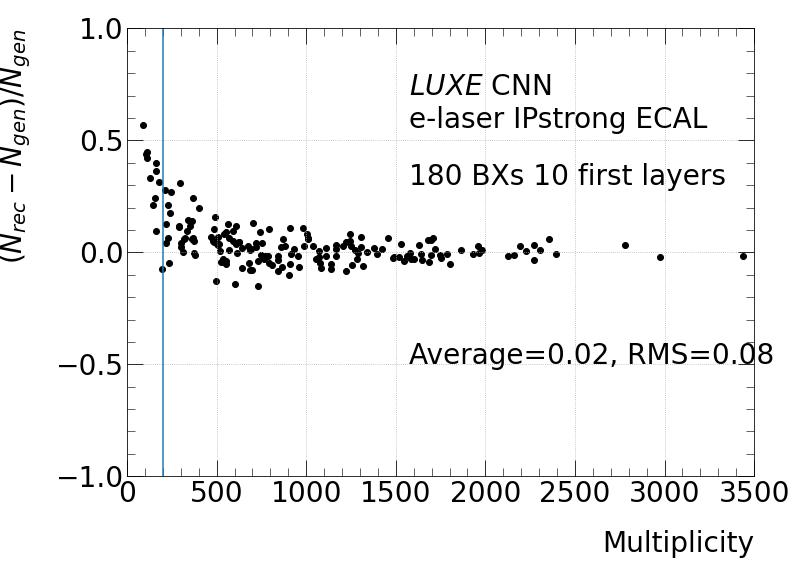 (N_rec − N_gen)/N_gen
1.0
0.5
0.0
−0.5
−1.0
LUXE CNN
e-laser IPstrong ECAL
180 BXs 10 first layers
Average=0.02, RMS=0.08
0 500 1000 1500 2000 2500 3000 3500
Multiplicity